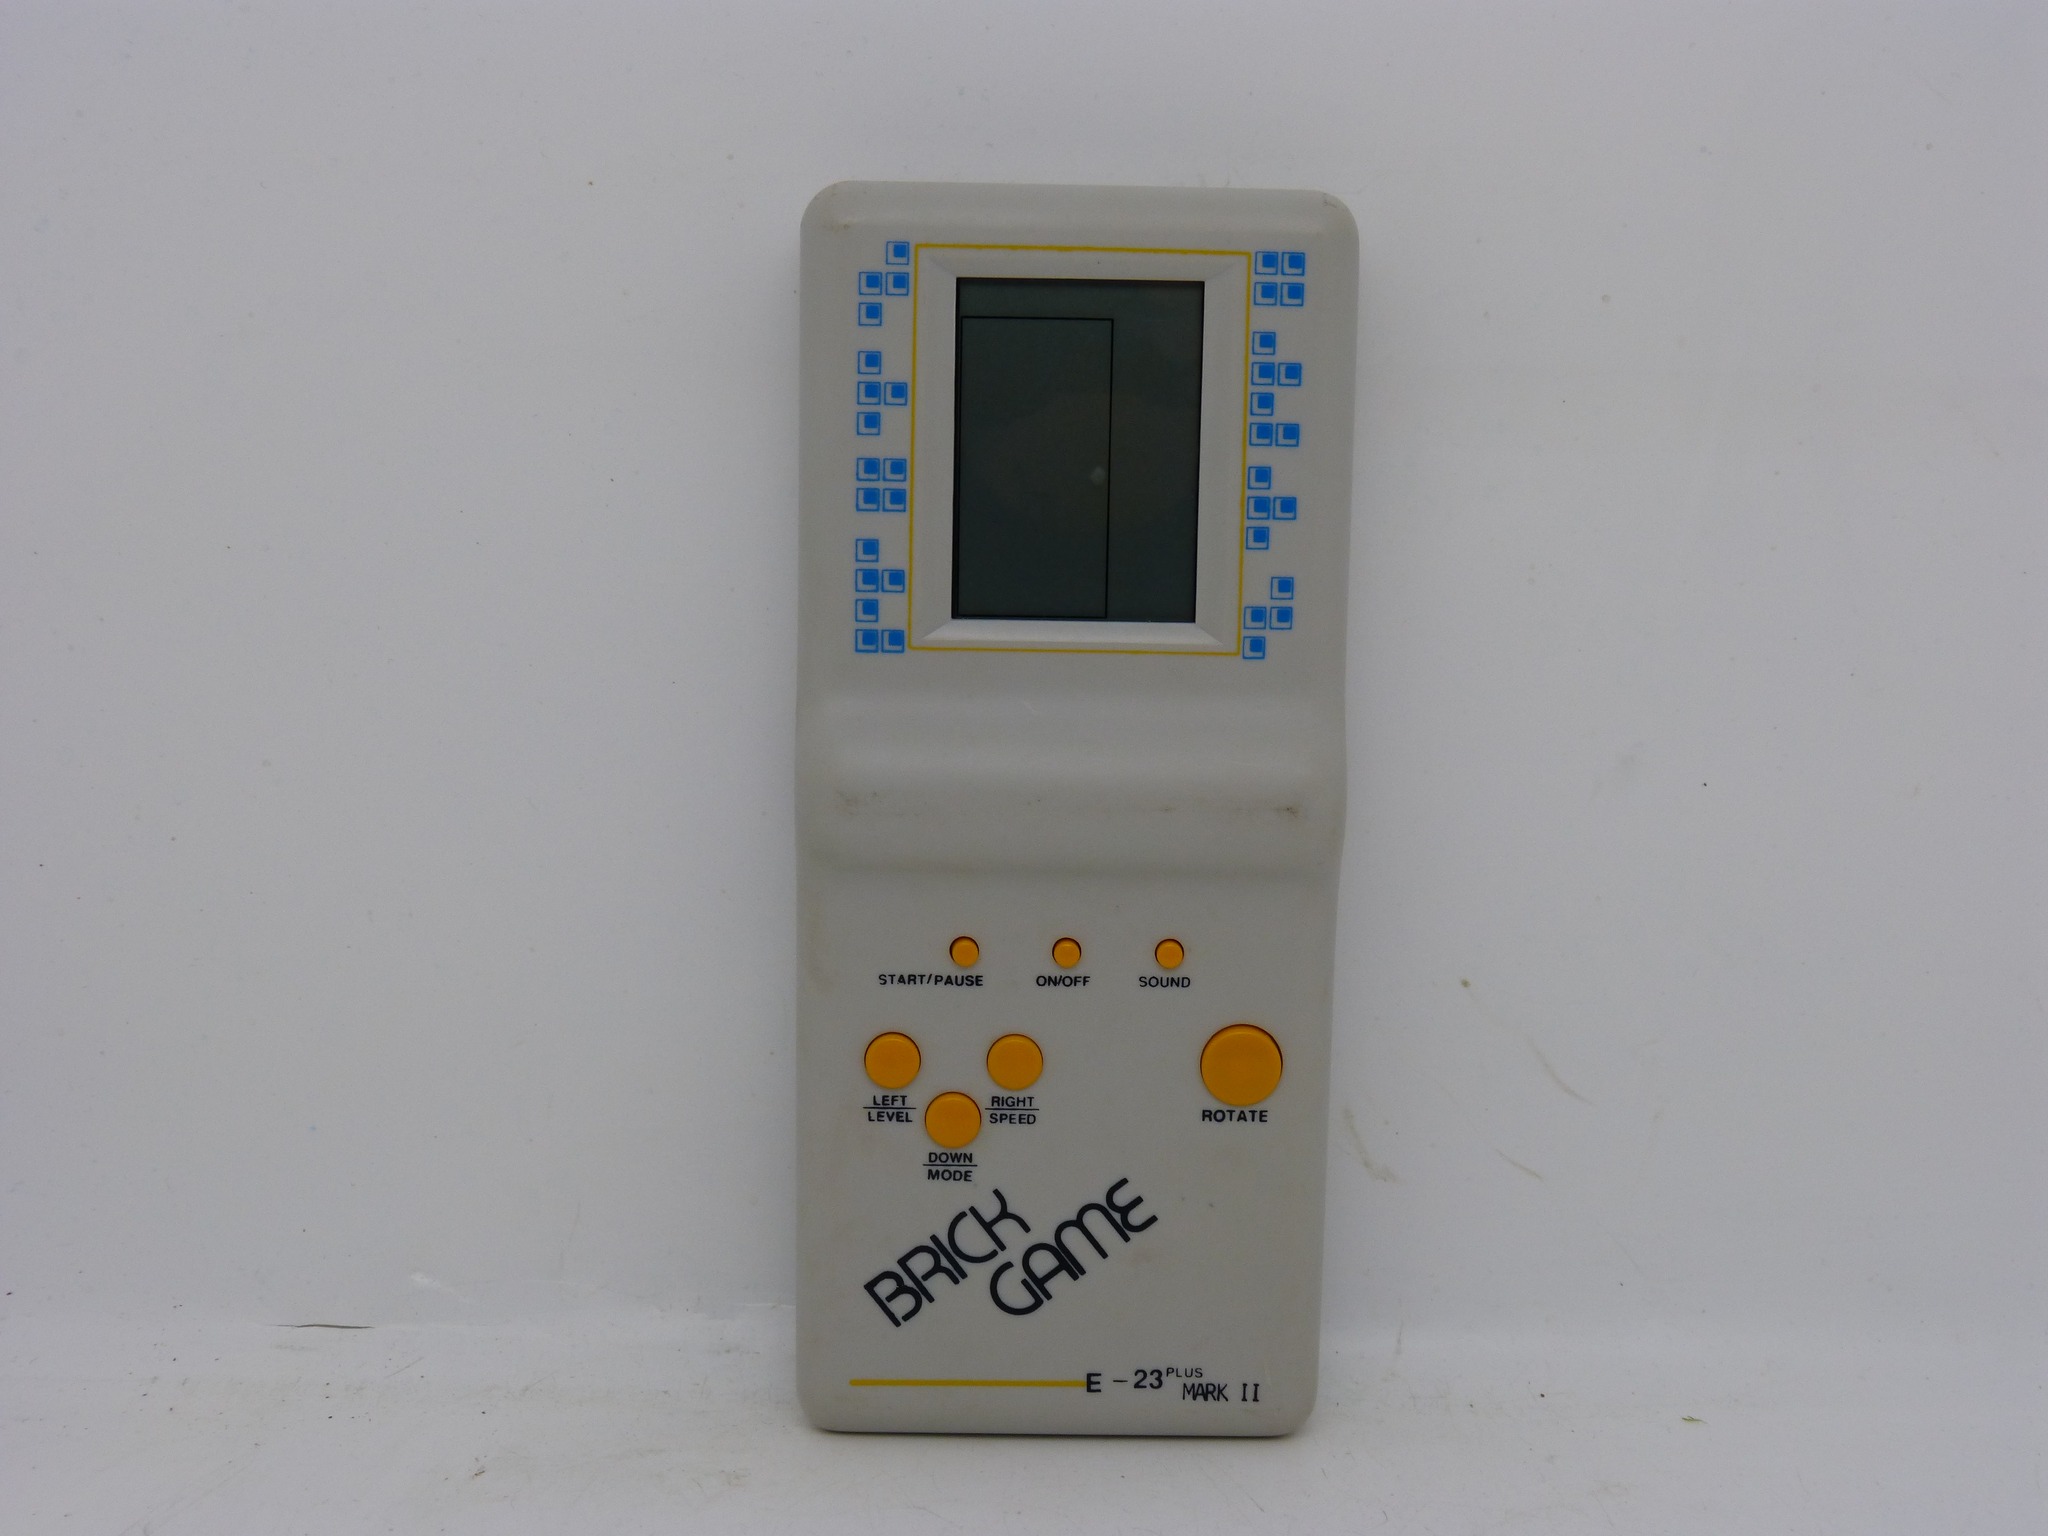 START/PAUSE
ON/OFF
SOUND
LEFT
LEVEL
RIGHT
SPEED
DOWN
MODE
ROTATE
BRICK
GAME
E - 23 PLUS
MARK II